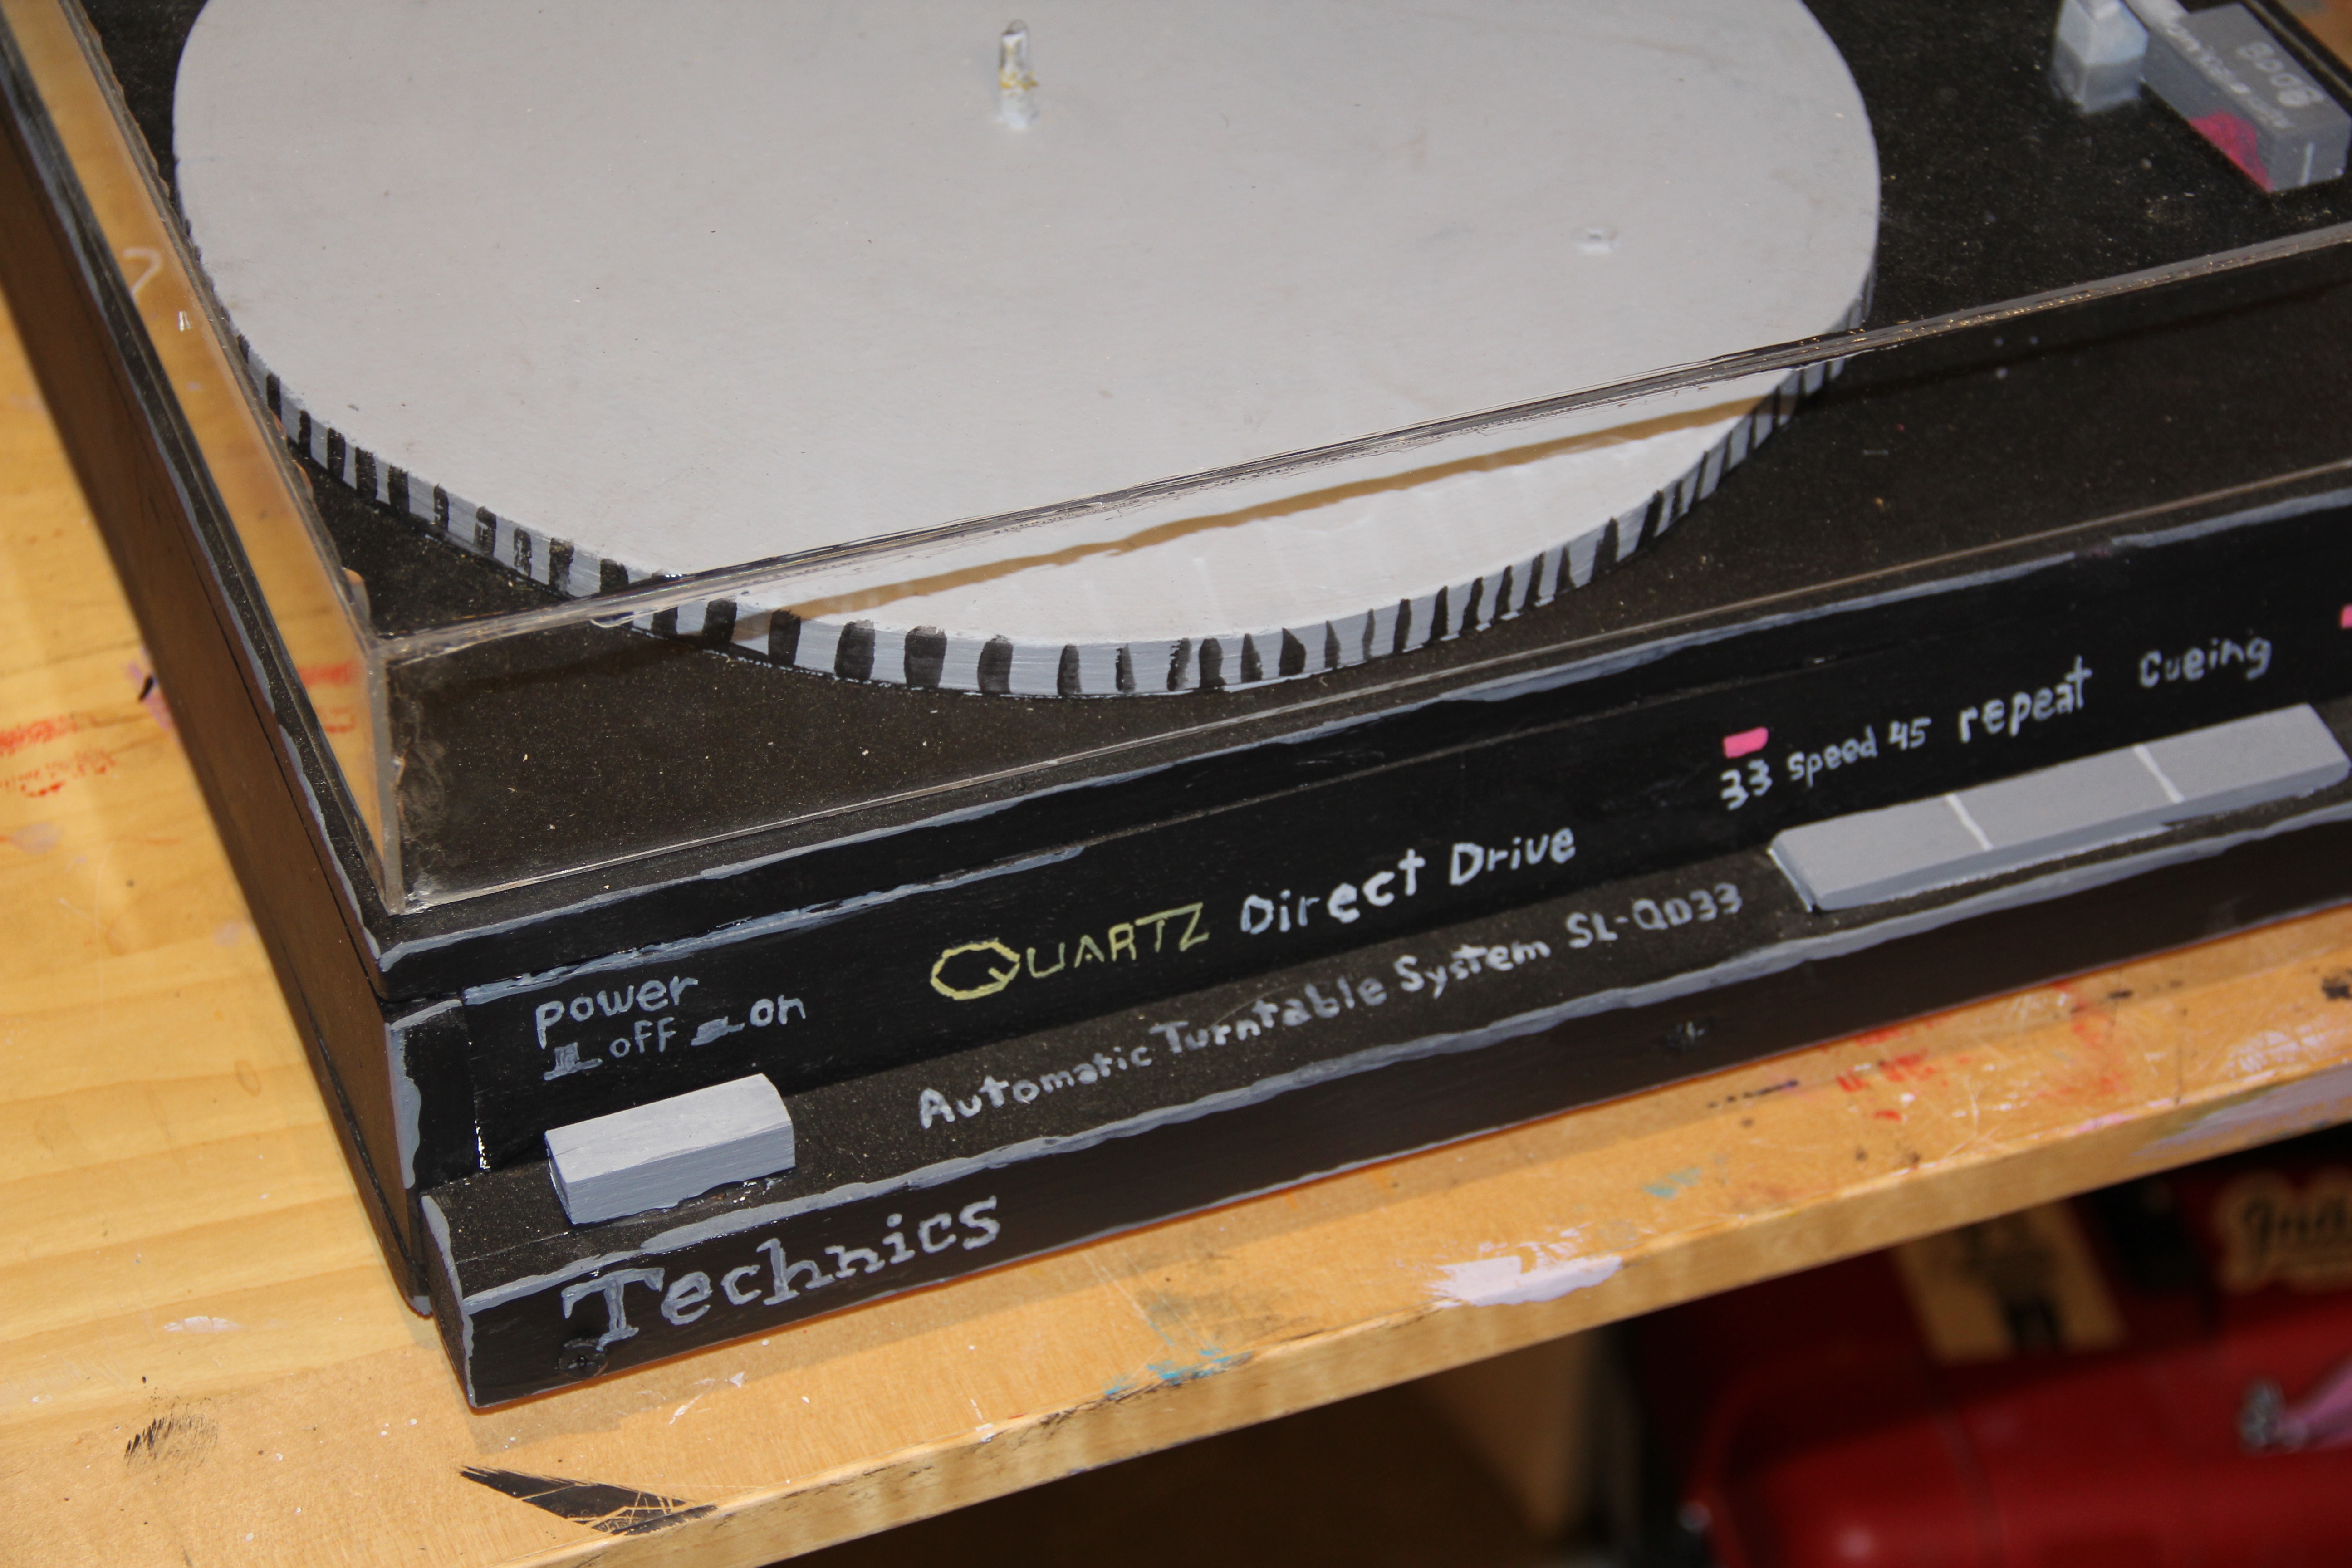 33 speed 45 repeat cueing
QUARTZ Direct Drive
power
off on
Automatic Turntable System SL-QD33
Technics